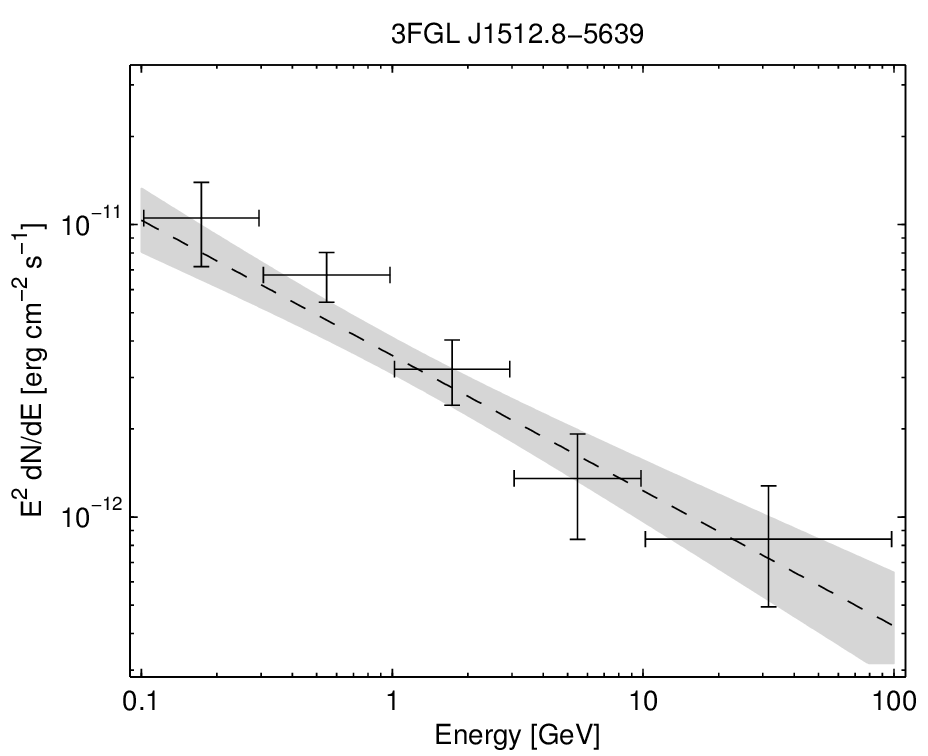 3FGL J1512.8−5639
E² dN/dE [erg cm⁻² s⁻¹]
10⁻¹¹
10⁻¹²
0.1 1 10 100
Energy [GeV]